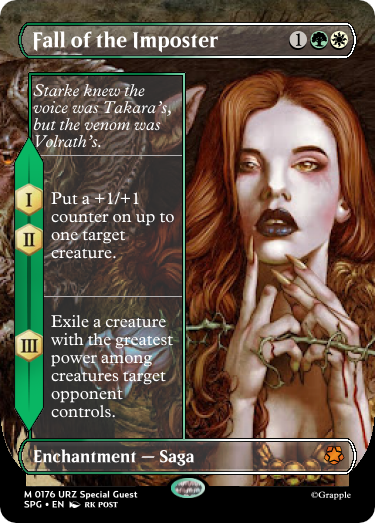 Fall of the Imposter 1
Starke knew the
voice was Takara's,
but the venom was
Volrath's.
I
Put a +1/+1
counter on up to
II
one target
creature.
III
Exile a creature
with the greatest
power among
creatures target
opponent
controls.
Enchantment — Saga
M 0176 URZ Special Guest
SPG • EN RK POST
©Grapple